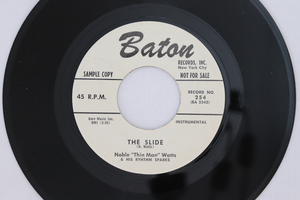 Baton
RECORDS, INC.
New York City
SAMPLE COPY
NOT FOR SALE
45 R.P.M.
RECORD NO.
254
INSTRUMENTAL
THE SLIDE
Noble "Thin Man" Watts
& HIS RYHTHM SPARKS